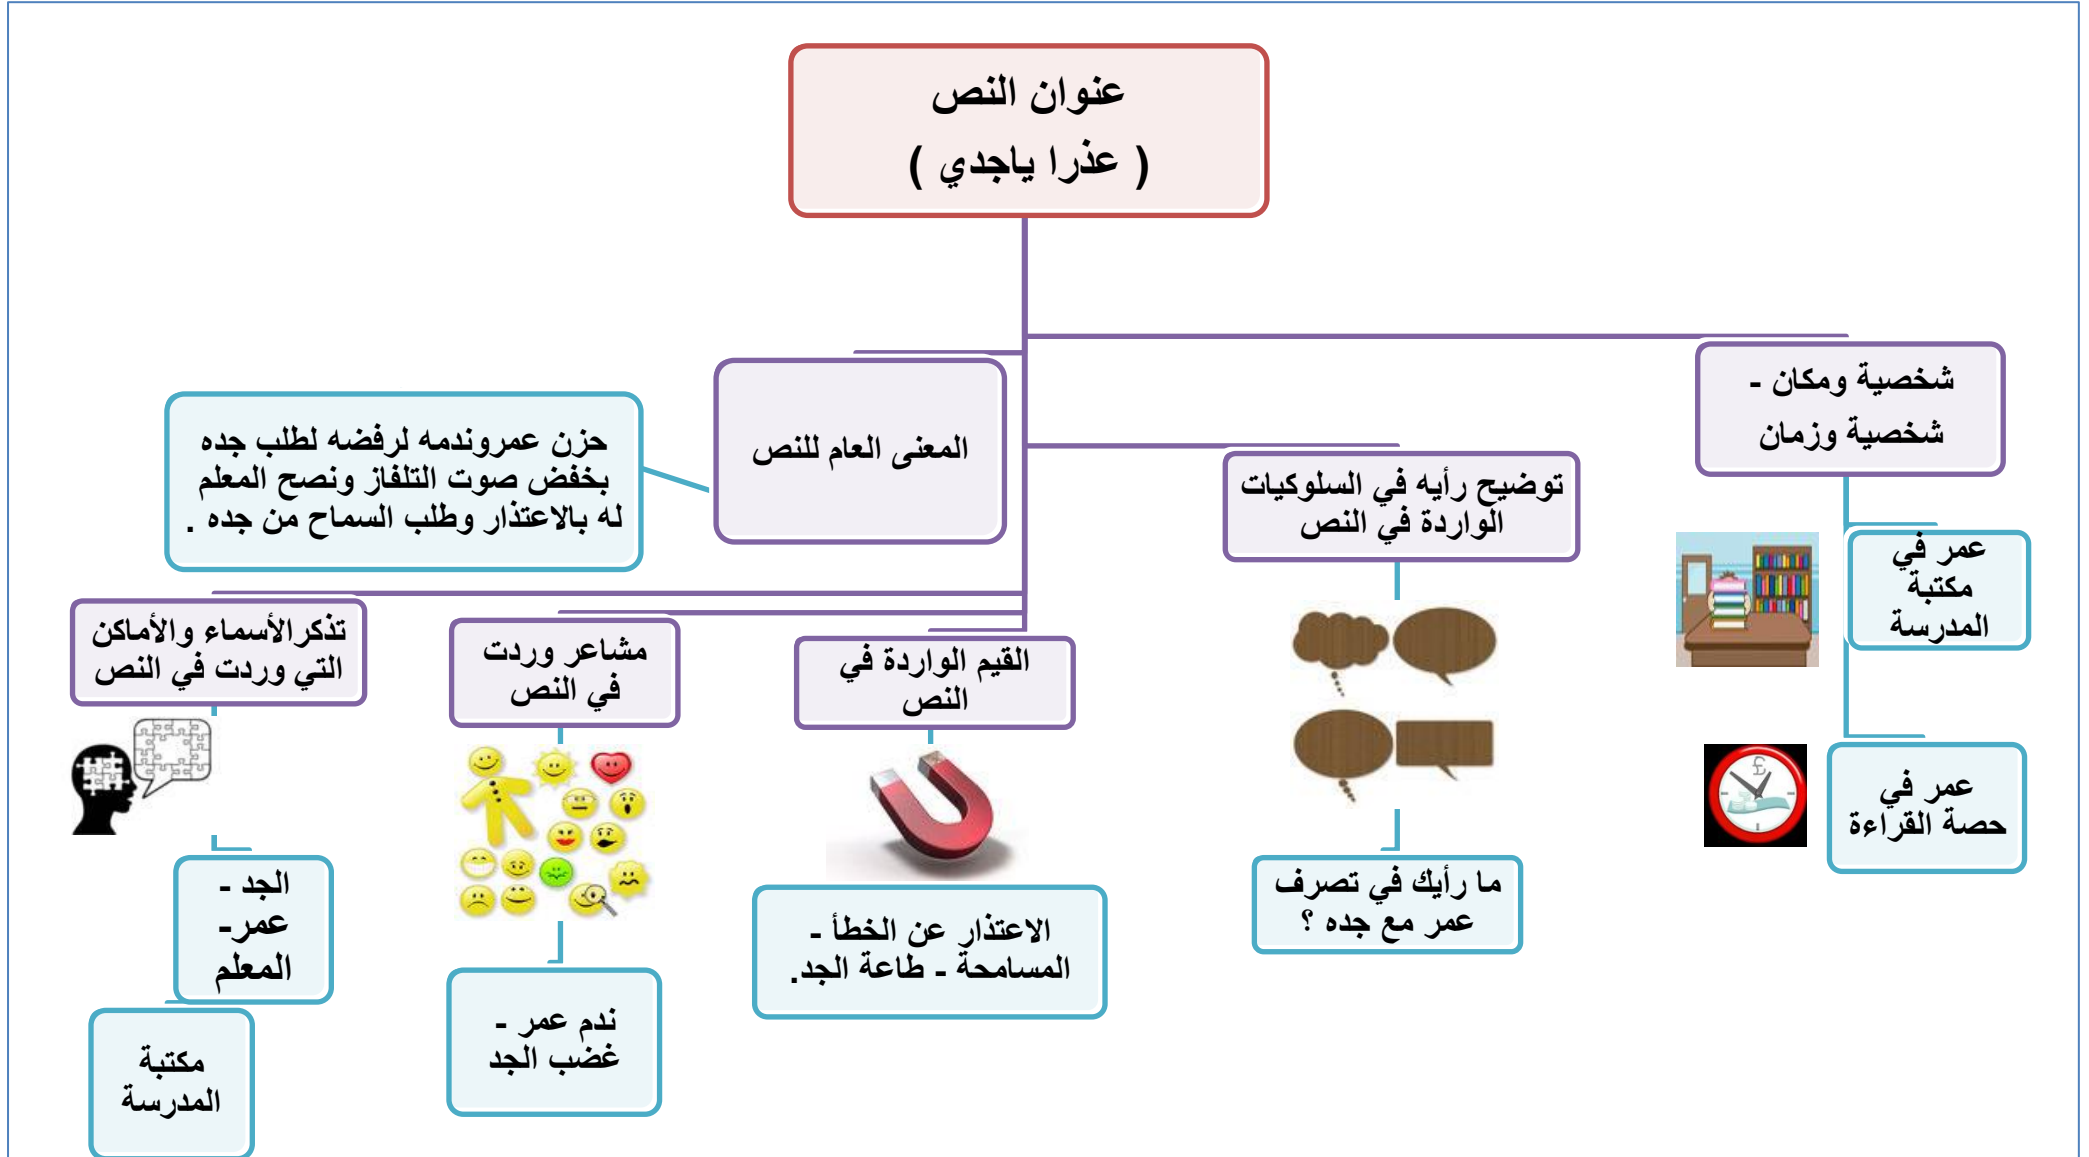 عنوان النص
( عذرا ياجدي )
شخصية ومكان -
شخصية وزمان
عمر في
مكتبة
المدرسة
عمر في
حصة القراءة
توضيح رأيه في السلوكيات
الواردة في النص
ما رأيك في تصرف
عمر مع جده ؟
المعنى العام للنص
حزن عمروندمه لرفضه لطلب جده
بخفض صوت التلفاز ونصح المعلم
له بالاعتذار وطلب السماح من جده .
القيم الواردة في
النص
الاعتذار عن الخطأ -
المسامحة - طاعة الجد.
مشاعر وردت
في النص
ندم عمر -
غضب الجد
تذكرالأسماء والأماكن
التي وردت في النص
الجد -
عمر-
المعلم
مكتبة
المدرسة